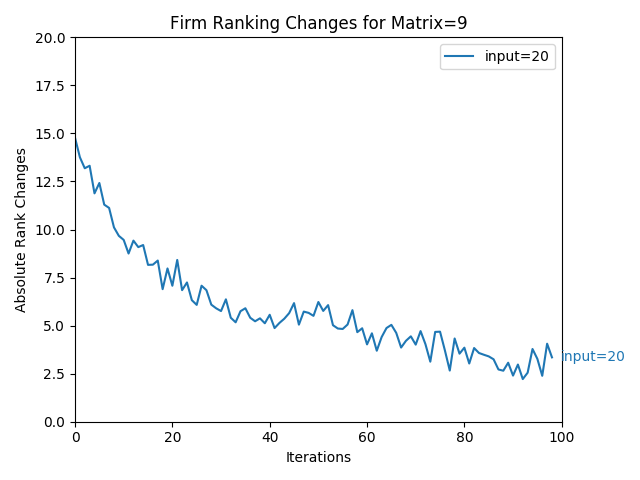 Firm Ranking Changes for Matrix=9
input=20
Absolute Rank Changes
20.0
17.5
15.0
12.5
10.0
7.5
5.0
2.5
0.0
input=20
0 20 40 60 80 100
Iterations